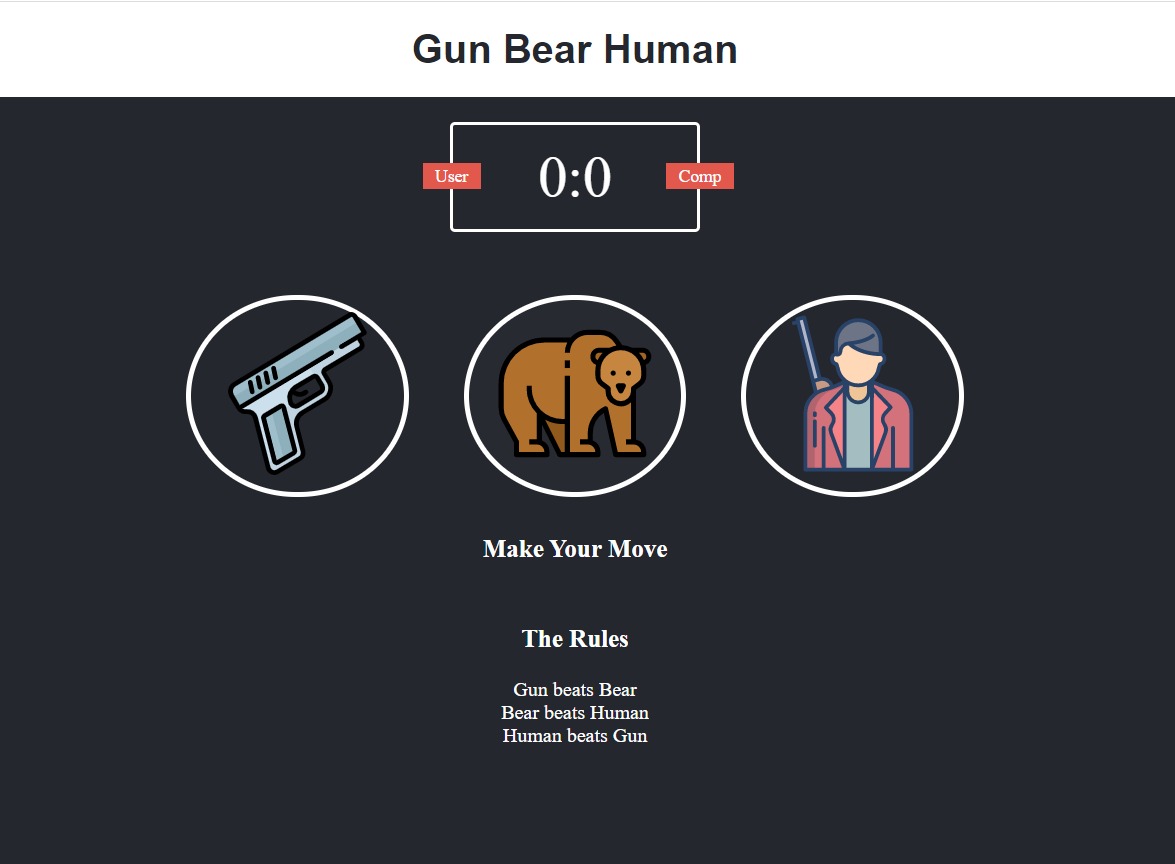 Gun Bear Human
User
0:0
Comp
Make Your Move
The Rules
Gun beats Bear
Bear beats Human
Human beats Gun